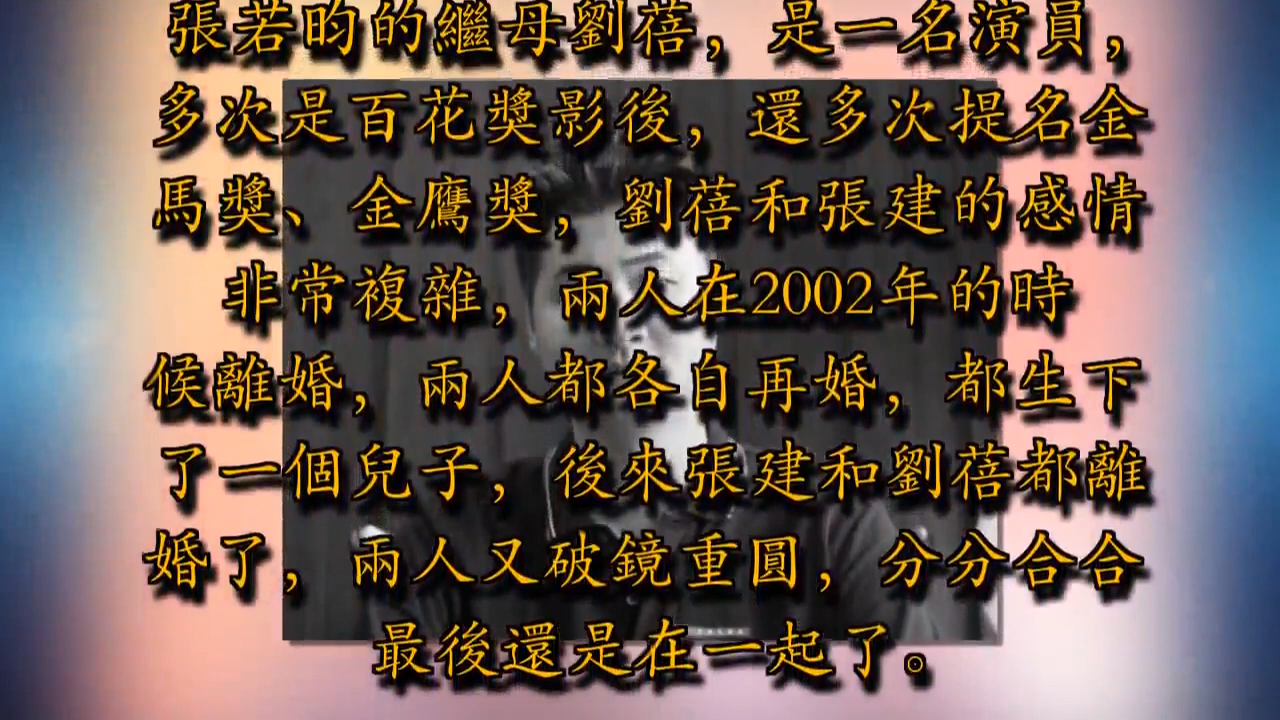 張若昀的繼母劉蓓，是一名演員，
多次是百花獎影後，還多次提名金
馬獎、金鷹獎，劉蓓和張建的感情
非常複雜，兩人在2002年的時
候離婚，兩人都各自再婚，都生下
了一個兒子，後來張建和劉蓓都離
婚了，兩人又破鏡重圓，分分合合
最後還是在一起了。